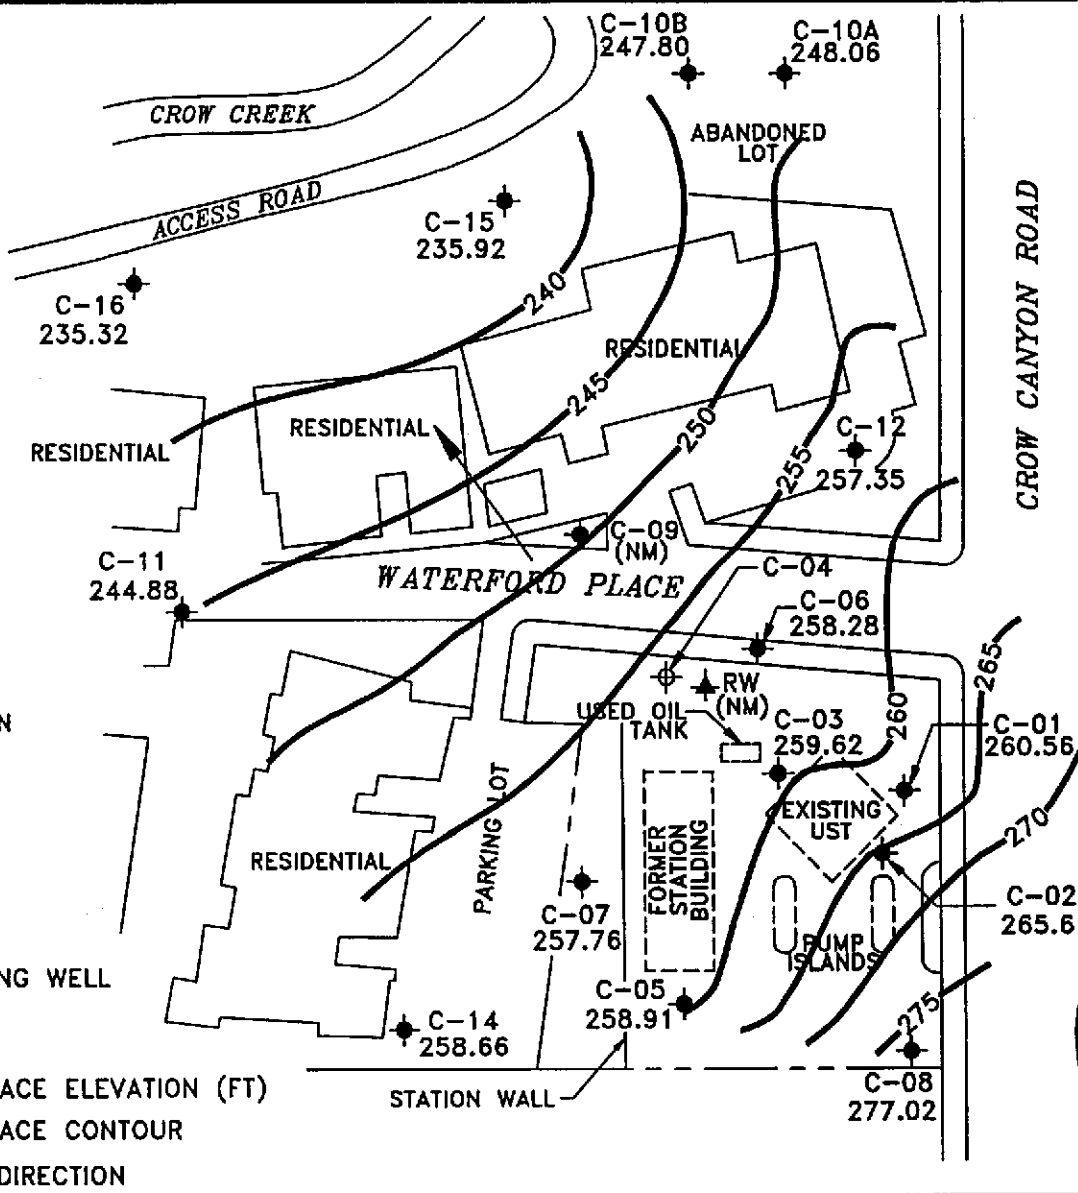 C-10B
247.80
C-10A
248.06
CROW CREEK
ABANDONED
LOT
ACCESS ROAD
C-15
235.92
C-16
235.32
240
CROW CANYON ROAD
RESIDENTIAL
245
250
RESIDENTIAL
RESIDENTIAL
C-12
257.35
255
C-09
(NM)
C-11
244.88
WATERFORD PLACE
C-04
C-06
258.28
265
RW
(NM)
USED OIL
TANK
C-03
259.62
260
C-01
260.56
N
EXISTING
UST
270
RESIDENTIAL
PARKING LOT
FORMER
STATION
BUILDING
C-02
265.6
C-07
257.76
PUMP
ISLANDS
NG WELL
C-05
258.91
275
C-14
258.66
C-08
277.02
ACE ELEVATION (FT)
STATION WALL
ACE CONTOUR
DIRECTION